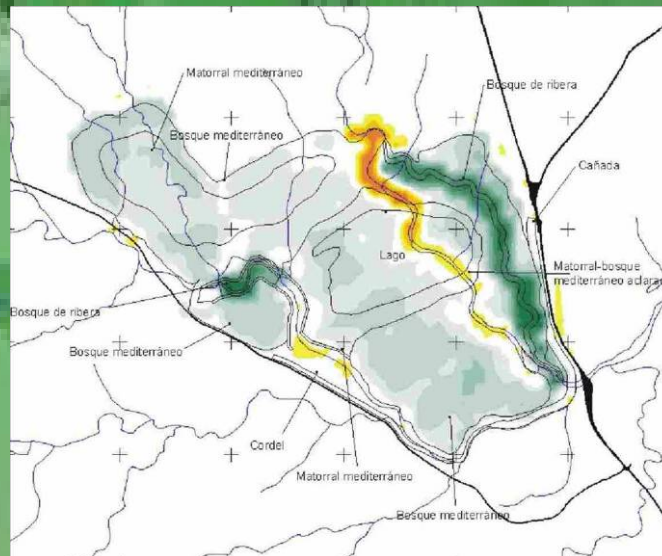 Matorral mediterráneo
Bosque de ribera
Bosque mediterráneo
Cañada
Lago
Matorral-bosque
mediterráneo aclarado
Bosque de ribera
Bosque mediterráneo
Cordel
Matorral mediterráneo
Bosque mediterráneo